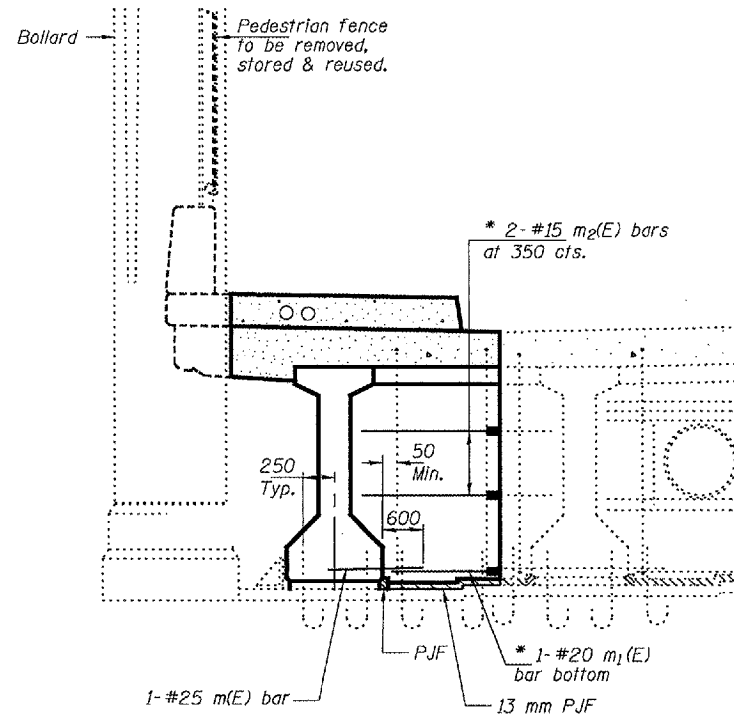 Bollard
Pedestrian fence
to be removed,
stored & reused.
* 2- #15 m₂(E) bars
at 350 cts.
50
Min.
250
Typ.
600
PJF
* 1- #20 m₁(E)
bar bottom
1- #25 m(E) bar
13 mm PJF